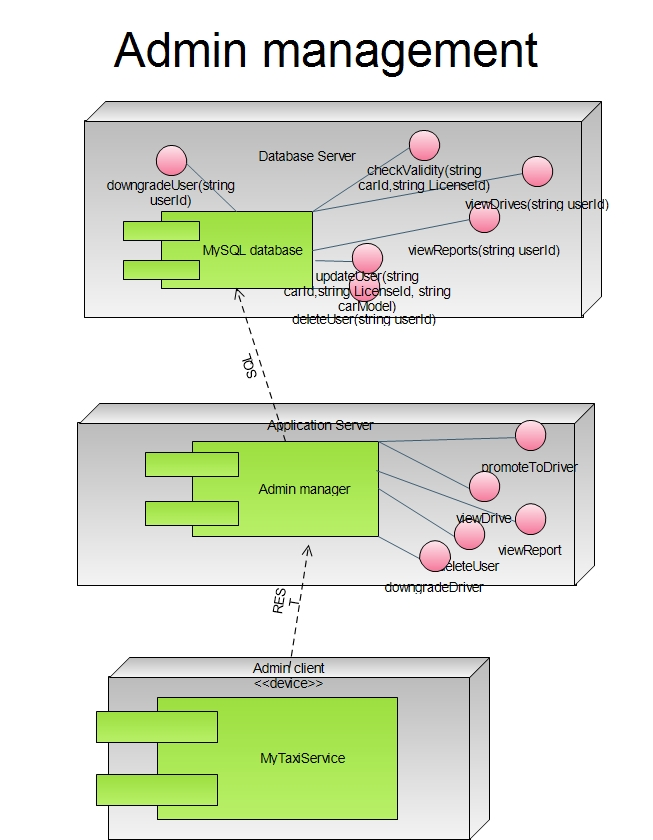 Admin management
Database Server
checkValidity(string
carId,string LicenseId)
downgradeUser(string
userId)
viewDrives(string userId)
MySQL database
viewReports(string userId)
updateUser(string
carId,string LicenseId, string
carModel)
deleteUser(string userId)
SQL
Application Server
promoteToDriver
Admin manager
viewDrive
viewReport
deleteUser
downgradeDriver
RES
T
Admin client
<<device>>
MyTaxiService